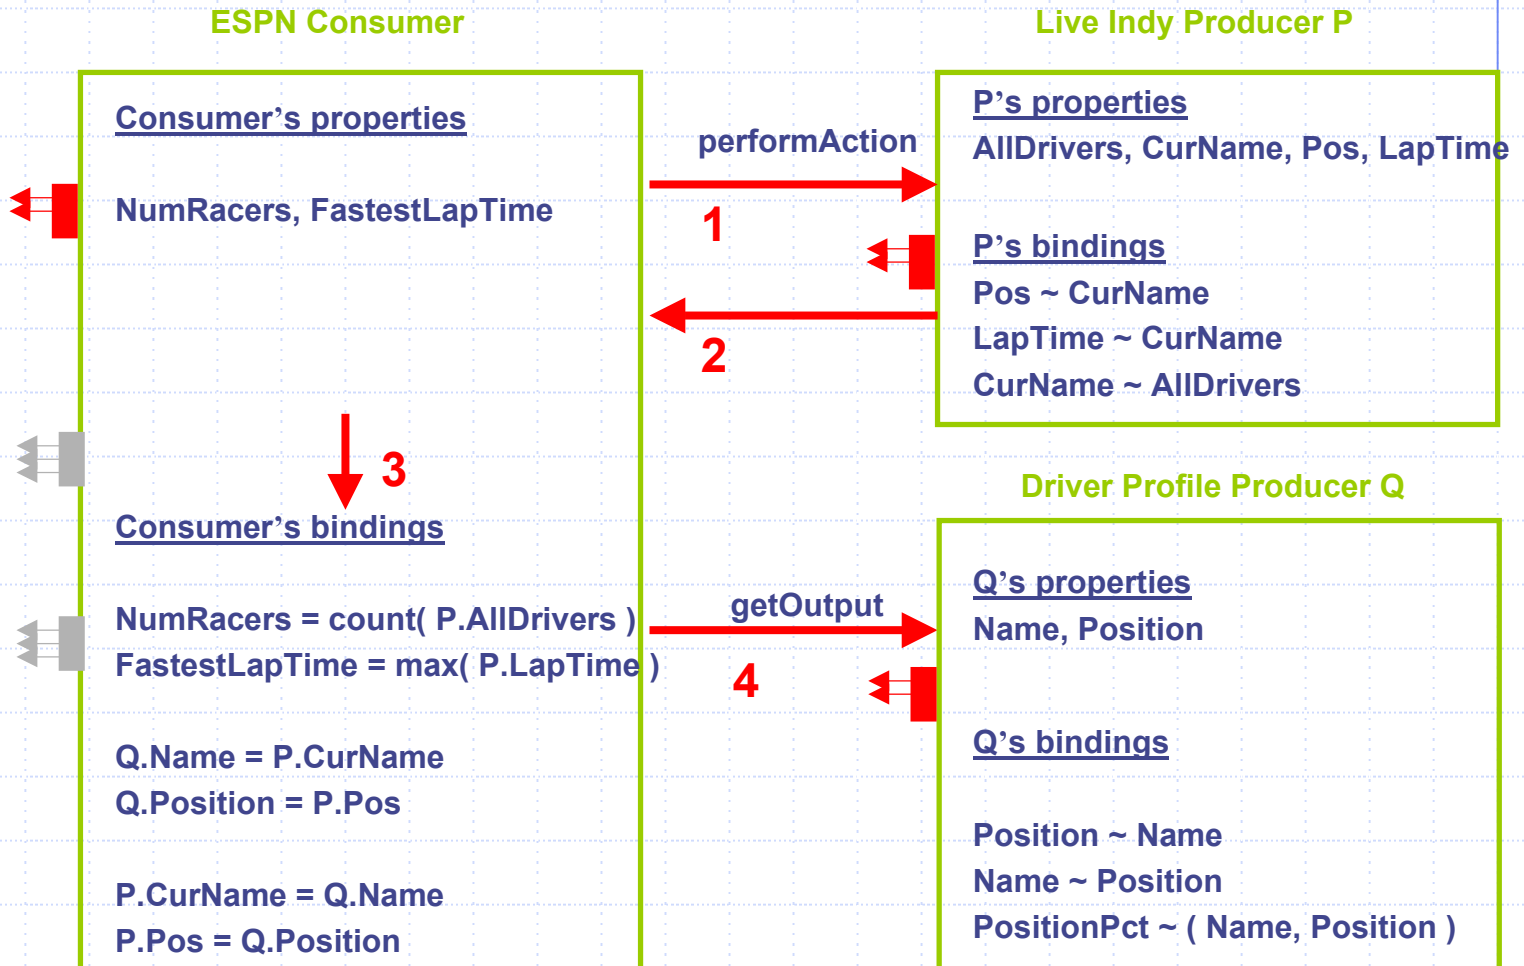 ESPN Consumer
Consumer's properties
NumRacers, FastestLapTime
3
Consumer's bindings
NumRacers = count( P.AllDrivers )
FastestLapTime = max( P.LapTime )
Q.Name = P.CurName
Q.Position = P.Pos
P.CurName = Q.Name
P.Pos = Q.Position
performAction
1
2
getOutput
4
Live Indy Producer P
P's properties
AllDrivers, CurName, Pos, LapTime
P's bindings
Pos ~ CurName
LapTime ~ CurName
CurName ~ AllDrivers
Driver Profile Producer Q
Q's properties
Name, Position
Q's bindings
Position ~ Name
Name ~ Position
PositionPct ~ ( Name, Position )